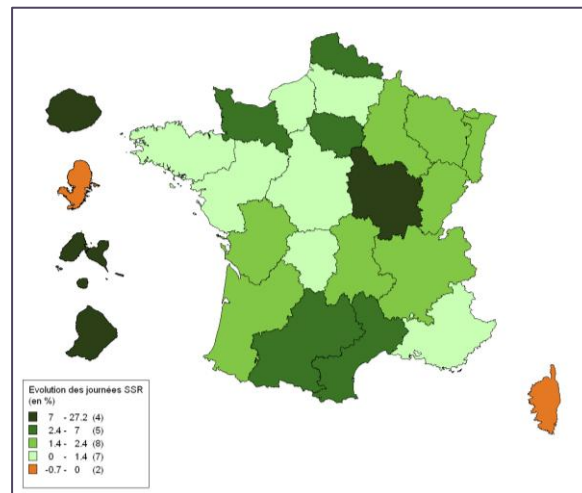 Evolution des journées SSR
(en %)
7 - 27.2 (4)
2.4 - 7 (5)
1.4 - 2.4 (8)
0 - 1.4 (7)
-0.7 - 0 (2)